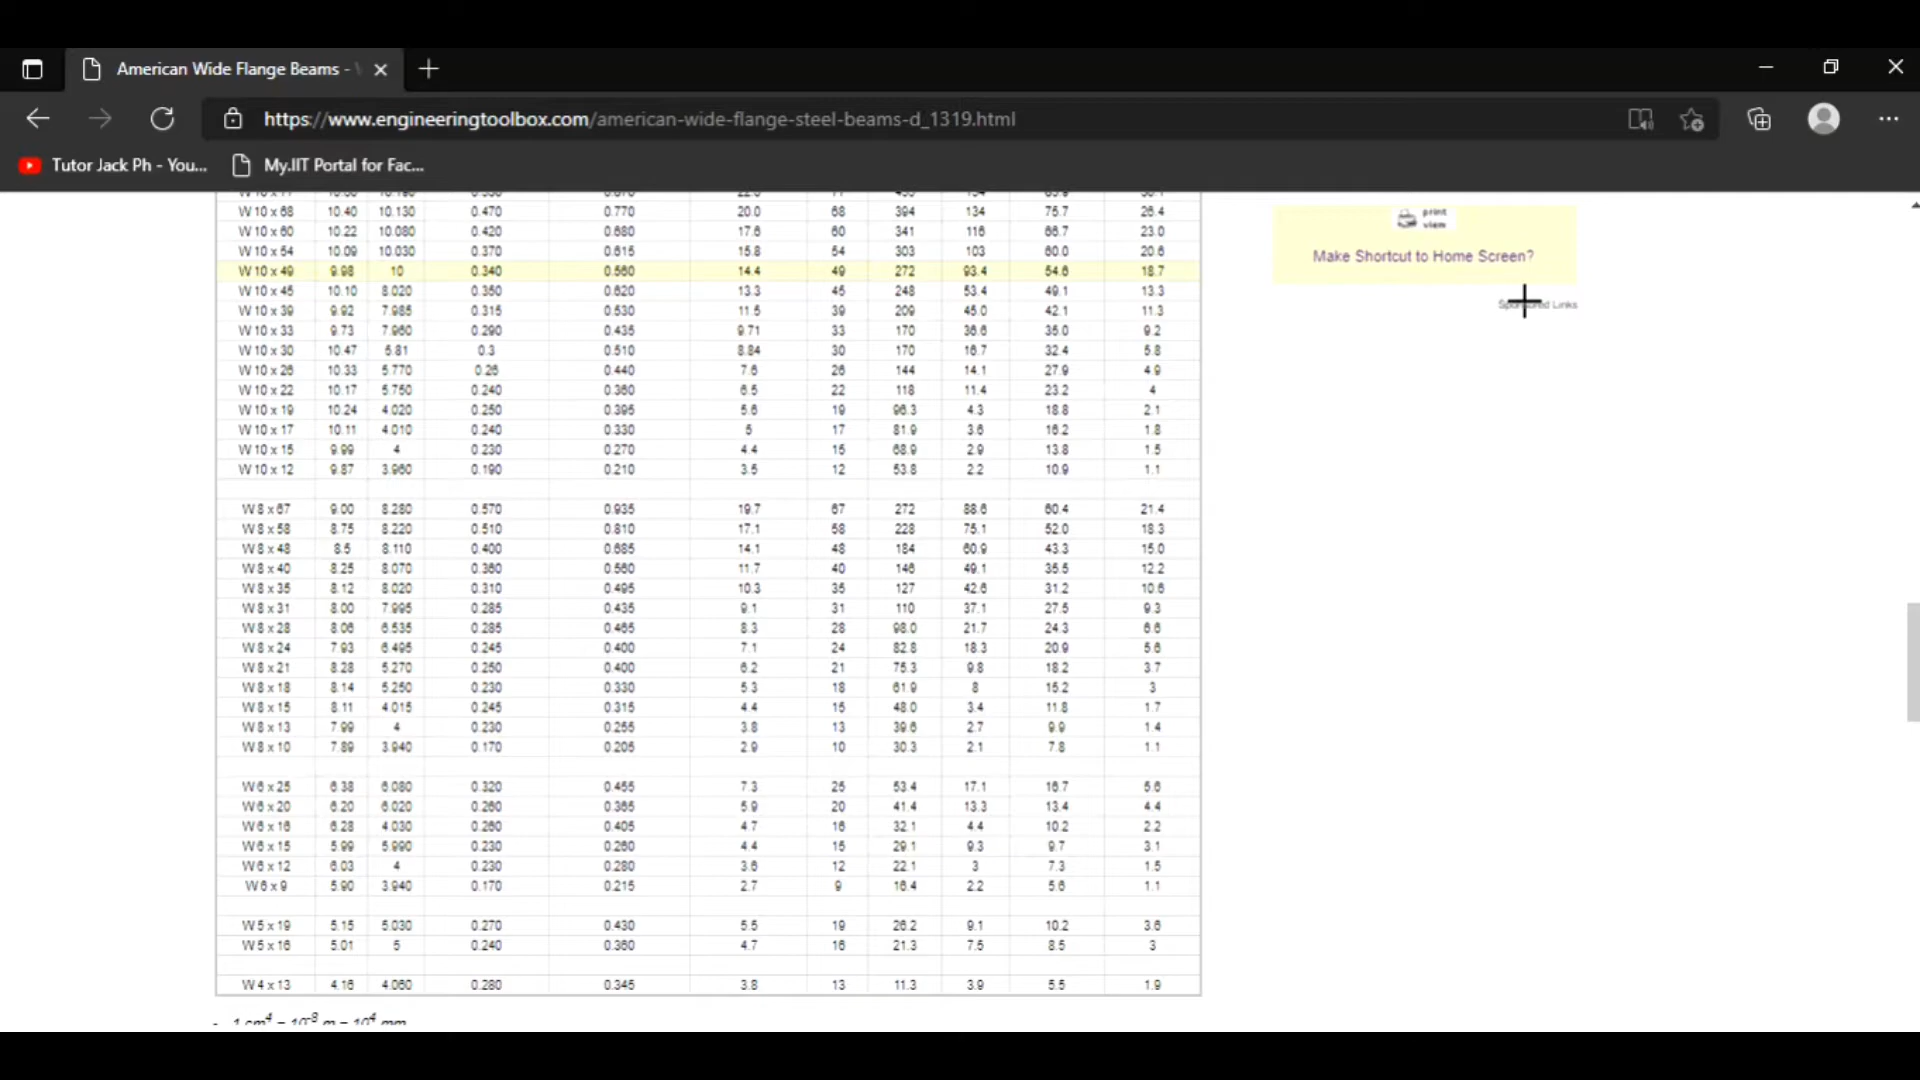 American Wide Flange Beams -
https://www.engineeringtoolbox.com/american-wide-flange-steel-beams-d_1319.html
Tutor Jack Ph - You...
My.IIT Portal for Fac...
W 10 x 68 10.40 10.130 0.470 0.770 20.0 68 394 134 75.7 26.4
W 10 x 60 10.22 10.080 0.420 0.680 17.6 60 341 116 66.7 23.0
W 10 x 54 10.09 10.030 0.370 0.615 15.8 54 303 103 60.0 20.6
W 10 x 49 9.98 10 0.340 0.560 14.4 49 272 93.4 54.6 18.7
W 10 x 45 10.10 8.020 0.350 0.620 13.3 45 248 53.4 49.1 13.3
W 10 x 39 9.92 7.985 0.315 0.530 11.5 39 209 45.0 42.1 11.3
W 10 x 33 9.73 7.960 0.290 0.435 9.71 33 170 36.6 35.0 9.2
W 10 x 30 10.47 5.81 0.3 0.510 8.84 30 170 16.7 32.4 5.8
W 10 x 26 10.33 5.770 0.26 0.440 7.6 26 144 14.1 27.9 4.9
W 10 x 22 10.17 5.750 0.240 0.360 6.5 22 118 11.4 23.2 4
W 10 x 19 10.24 4.020 0.250 0.395 5.6 19 96.3 4.3 18.8 2.1
W 10 x 17 10.11 4.010 0.240 0.330 5 17 81.9 3.6 16.2 1.8
W 10 x 15 9.99 4 0.230 0.270 4.4 15 68.9 2.9 13.8 1.5
W 10 x 12 9.87 3.960 0.190 0.210 3.5 12 53.8 2.2 10.9 1.1
W 8 x 67 9.00 8.280 0.570 0.935 19.7 67 272 88.6 60.4 21.4
W 8 x 58 8.75 8.220 0.510 0.810 17.1 58 228 75.1 52.0 18.3
W 8 x 48 8.5 8.110 0.400 0.685 14.1 48 184 60.9 43.3 15.0
W 8 x 40 8.25 8.070 0.360 0.560 11.7 40 146 49.1 35.5 12.2
W 8 x 35 8.12 8.020 0.310 0.495 10.3 35 127 42.6 31.2 10.6
W 8 x 31 8.00 7.995 0.285 0.435 9.1 31 110 37.1 27.5 9.3
W 8 x 28 8.06 6.535 0.285 0.465 8.3 28 98.0 21.7 24.3 6.6
W 8 x 24 7.93 6.495 0.245 0.400 7.1 24 82.8 18.3 20.9 5.6
W 8 x 21 8.28 5.270 0.250 0.400 6.2 21 75.3 9.8 18.2 3.7
W 8 x 18 8.14 5.250 0.230 0.330 5.3 18 61.9 8 15.2 3
W 8 x 15 8.11 4.015 0.245 0.315 4.4 15 48.0 3.4 11.8 1.7
W 8 x 13 7.99 4 0.230 0.255 3.8 13 39.6 2.7 9.9 1.4
W 8 x 10 7.89 3.940 0.170 0.205 2.9 10 30.3 2.1 7.8 1.1
W 6 x 25 6.38 6.080 0.320 0.455 7.3 25 53.4 17.1 16.7 5.6
W 6 x 20 6.20 6.020 0.260 0.365 5.9 20 41.4 13.3 13.4 4.4
W 6 x 16 6.28 4.030 0.260 0.405 4.7 16 32.1 4.4 10.2 2.2
W 6 x 15 5.99 5.990 0.230 0.260 4.4 15 29.1 9.3 9.7 3.1
W 6 x 12 6.03 4 0.230 0.280 3.6 12 22.1 3 7.3 1.5
W 6 x 9 5.90 3.940 0.170 0.215 2.7 9 16.4 2.2 5.6 1.1
W 5 x 19 5.15 5.030 0.270 0.430 5.5 19 26.2 9.1 10.2 3.6
W 5 x 16 5.01 5 0.240 0.360 4.7 16 21.3 7.5 8.5 3
W 4 x 13 4.16 4.060 0.280 0.345 3.8 13 11.3 3.9 5.5 1.9
- 1 cm⁴ = 10⁻⁸ m = 10⁴ mm
print
view
Make Shortcut to Home Screen?
Links